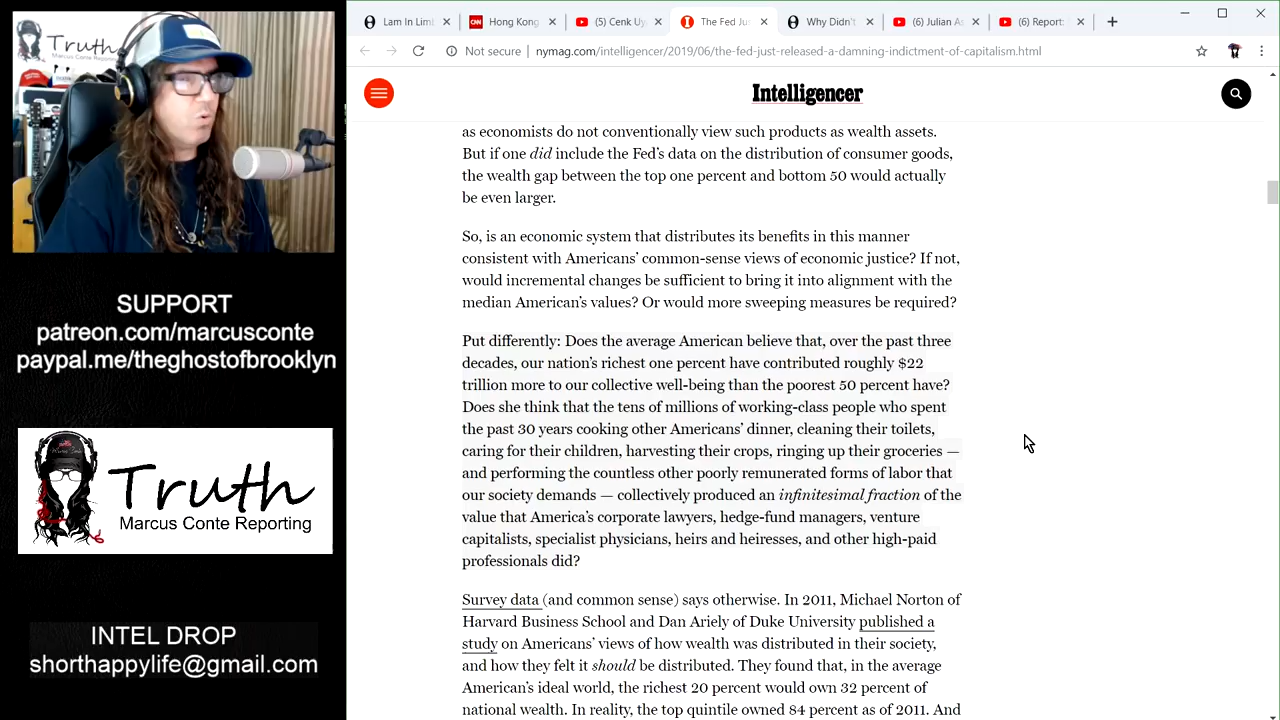 Truth
Marcus Conte Reporting
SUPPORT
patreon.com/marcusconte
paypal.me/theghostofbrooklyn
Truth
Marcus Conte Reporting
INTEL DROP
shorthappylife@gmail.com
Lam In Limb
CNN
Hong Kong
The Fed Jus
Why Didn'
(6) Julian As
(6) Report:
Not secure
nymag.com/intelligencer/2019/06/the-fed-just-released-a-damning-indictment-of-capitalism.html
Intelligencer
as economists do not conventionally view such products as wealth assets.
But if one did include the Fed's data on the distribution of consumer goods,
the wealth gap between the top one percent and bottom 50 would actually
be even larger.
So, is an economic system that distributes its benefits in this manner
consistent with Americans' common-sense views of economic justice? If not,
would incremental changes be sufficient to bring it into alignment with the
median American's values? Or would more sweeping measures be required?
Put differently: Does the average American believe that, over the past three
decades, our nation's richest one percent have contributed roughly $22
trillion more to our collective well-being than the poorest 50 percent have?
Does she think that the tens of millions of working-class people who spent
the past 30 years cooking other Americans' dinner, cleaning their toilets,
caring for their children, harvesting their crops, ringing up their groceries —
and performing the countless other poorly remunerated forms of labor that
our society demands — collectively produced an infinitesimal fraction of the
value that America's corporate lawyers, hedge-fund managers, venture
capitalists, specialist physicians, heirs and heiresses, and other high-paid
professionals did?
Survey data (and common sense) says otherwise. In 2011, Michael Norton of
Harvard Business School and Dan Ariely of Duke Univerity published a
study on Americans' views of how wealth was distributed in their society,
and how they felt it should be distributed. They found that, in the average
American's ideal world, the richest 20 percent would own 32 percent of
national wealth. In reality, the top quintile owned 84 percent as of 2011. And